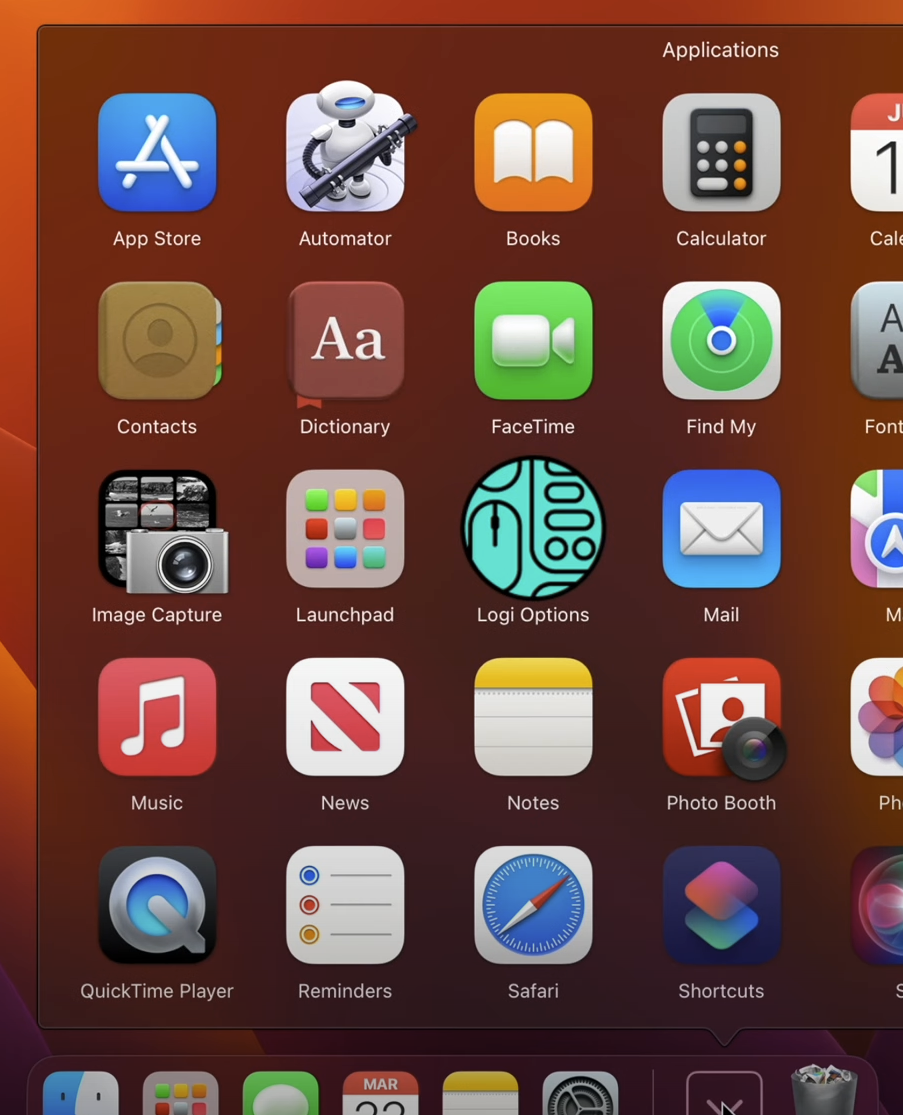 Applications
App Store
Automator
Books
Calculator
Contacts
Aa
Dictionary
FaceTime
Find My
Image Capture
Launchpad
Logi Options
Mail
Music
News
Notes
Photo Booth
QuickTime Player
Reminders
Safari
Shortcuts
MAR